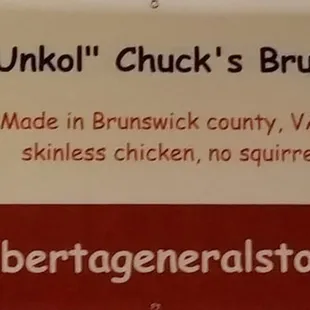 Unkol" Chuck's Bru
Made in Brunswick county, VA
skinless chicken, no squirre
bertageneralsto